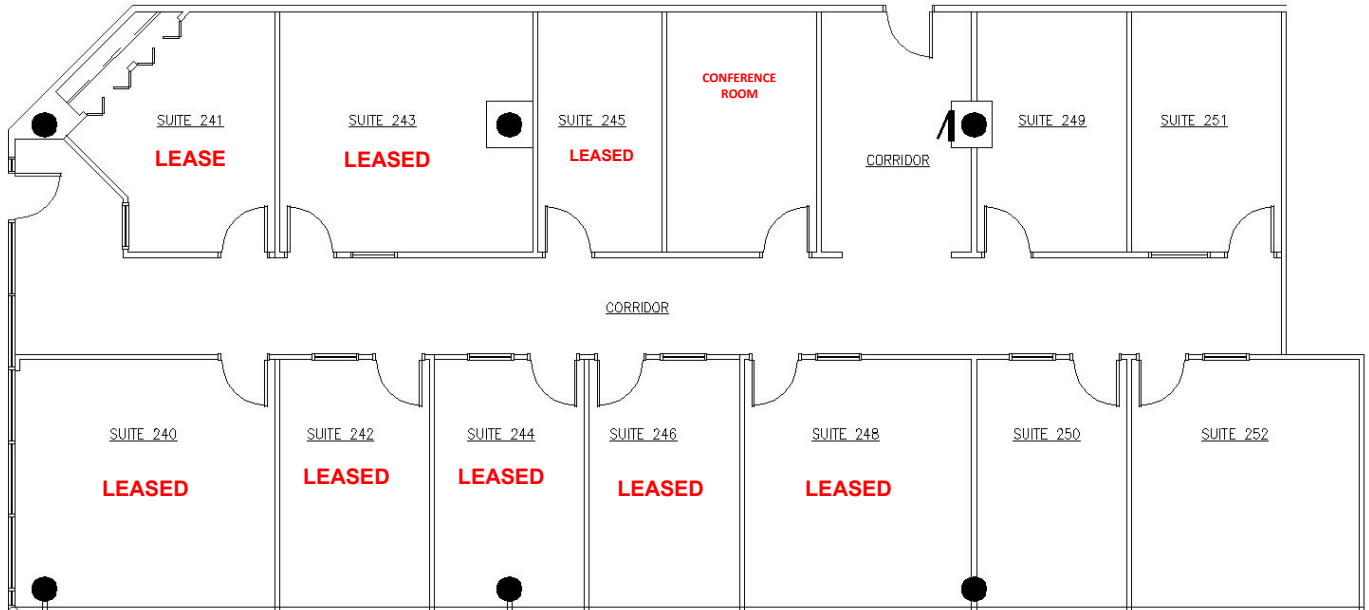 CONFERENCE
ROOM
SUITE 241
SUITE 243
SUITE 245
SUITE 249
SUITE 251
LEASE
LEASED
LEASED
CORRIDOR
CORRIDOR
SUITE 240
SUITE 242
SUITE 244
SUITE 246
SUITE 248
SUITE 250
SUITE 252
LEASED
LEASED
LEASED
LEASED
LEASED